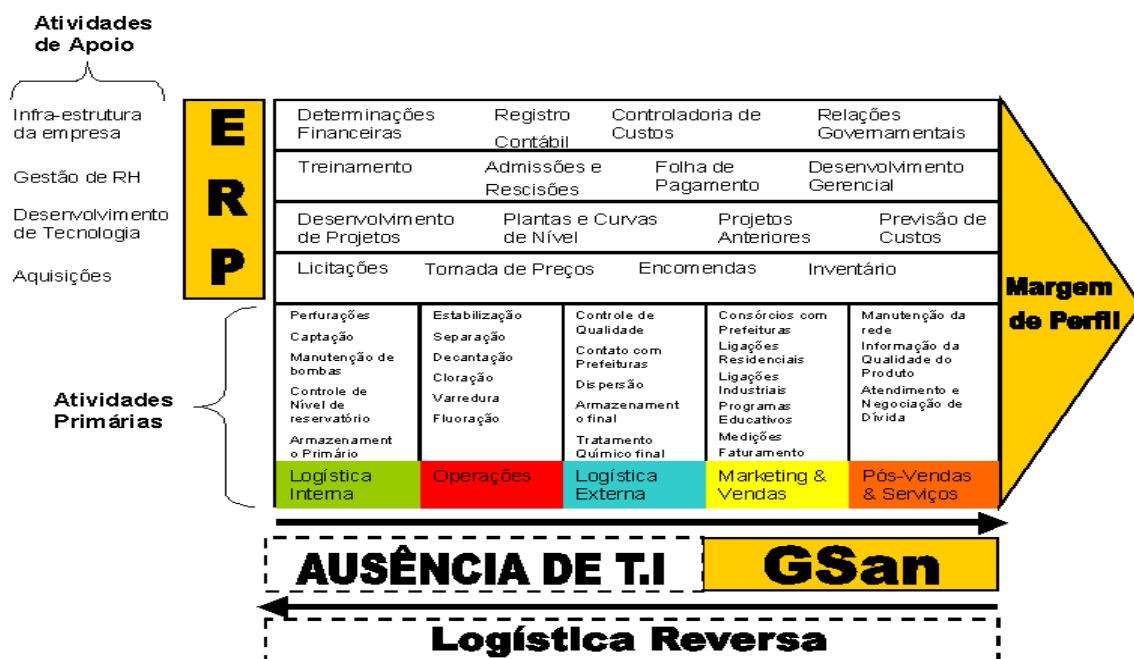 Atividades
de Apoio
Infra-estrutura
da empresa
Gestão de RH
Desenvolvimento
de Tecnologia
Aquisições
E
R
P
Determinações
Financeiras
Registro
Contábil
Controladoria de
Custos
Relações
Governamentais
Treinamento
Admissões e
Rescisões
Folha de
Pagamento
Desenvolvimento
Gerencial
Desenvolvimento
de Projetos
Plantas e Curvas
de Nível
Projetos
Anteriores
Previsão de
Custos
Licitações
Tomada de Preços
Encomendas
Inventário
Atividades
Primárias
Perfurações
Captação
Manutenção de
bombas
Controle de
Nível de
reservatório
Armazenament
o Primário
Logística
Interna
Estabilização
Separação
Decantação
Cloração
Varredura
Fluoração
Operações
Controle de
Qualidade
Contato com
Prefeituras
Dispersão
Armazenament
o final
Tratamento
Químico final
Logística
Externa
Consórcios com
Prefeituras
Ligações
Residenciais
Ligações
Industriais
Programas
Educativos
Medições
Faturamento
Marketing &
Vendas
Manutenção da
rede
Informação da
Qualidade do
Produto
Atendimento e
Negociação de
Dívida
Pós-Vendas
& Serviços
Margem
de Perfil
AUSÊNCIA DE T.I
GSan
Logística Reversa